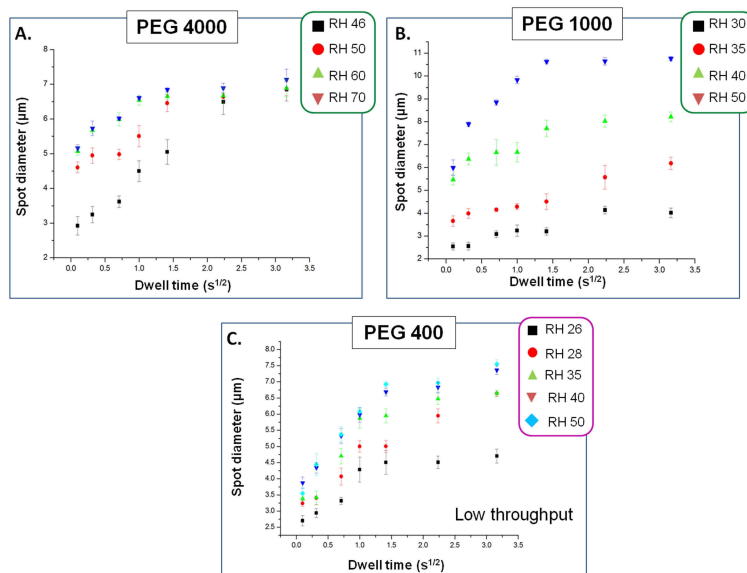 A.
PEG 4000
RH 46
RH 50
RH 60
RH 70
8
7
6
5
4
3
2
Spot diameter (µm)
0.0 0.5 1.0 1.5 2.0 2.5 3.0 3.5
Dwell time (s1/2)
B.
PEG 1000
RH 30
RH 35
RH 40
RH 50
11
10
9
8
7
6
5
4
3
2
Spot diameter (µm)
0.0 0.5 1.0 1.5 2.0 2.5 3.0 3.5
Dwell time (s1/2)
C.
PEG 400
RH 26
RH 28
RH 35
RH 40
RH 50
7.5
7.0
6.5
6.0
5.5
5.0
4.5
4.0
3.5
3.0
2.5
Spot diameter (µm)
Low throughput
0.0 0.5 1.0 1.5 2.0 2.5 3.0 3.5
Dwell time (s1/2)